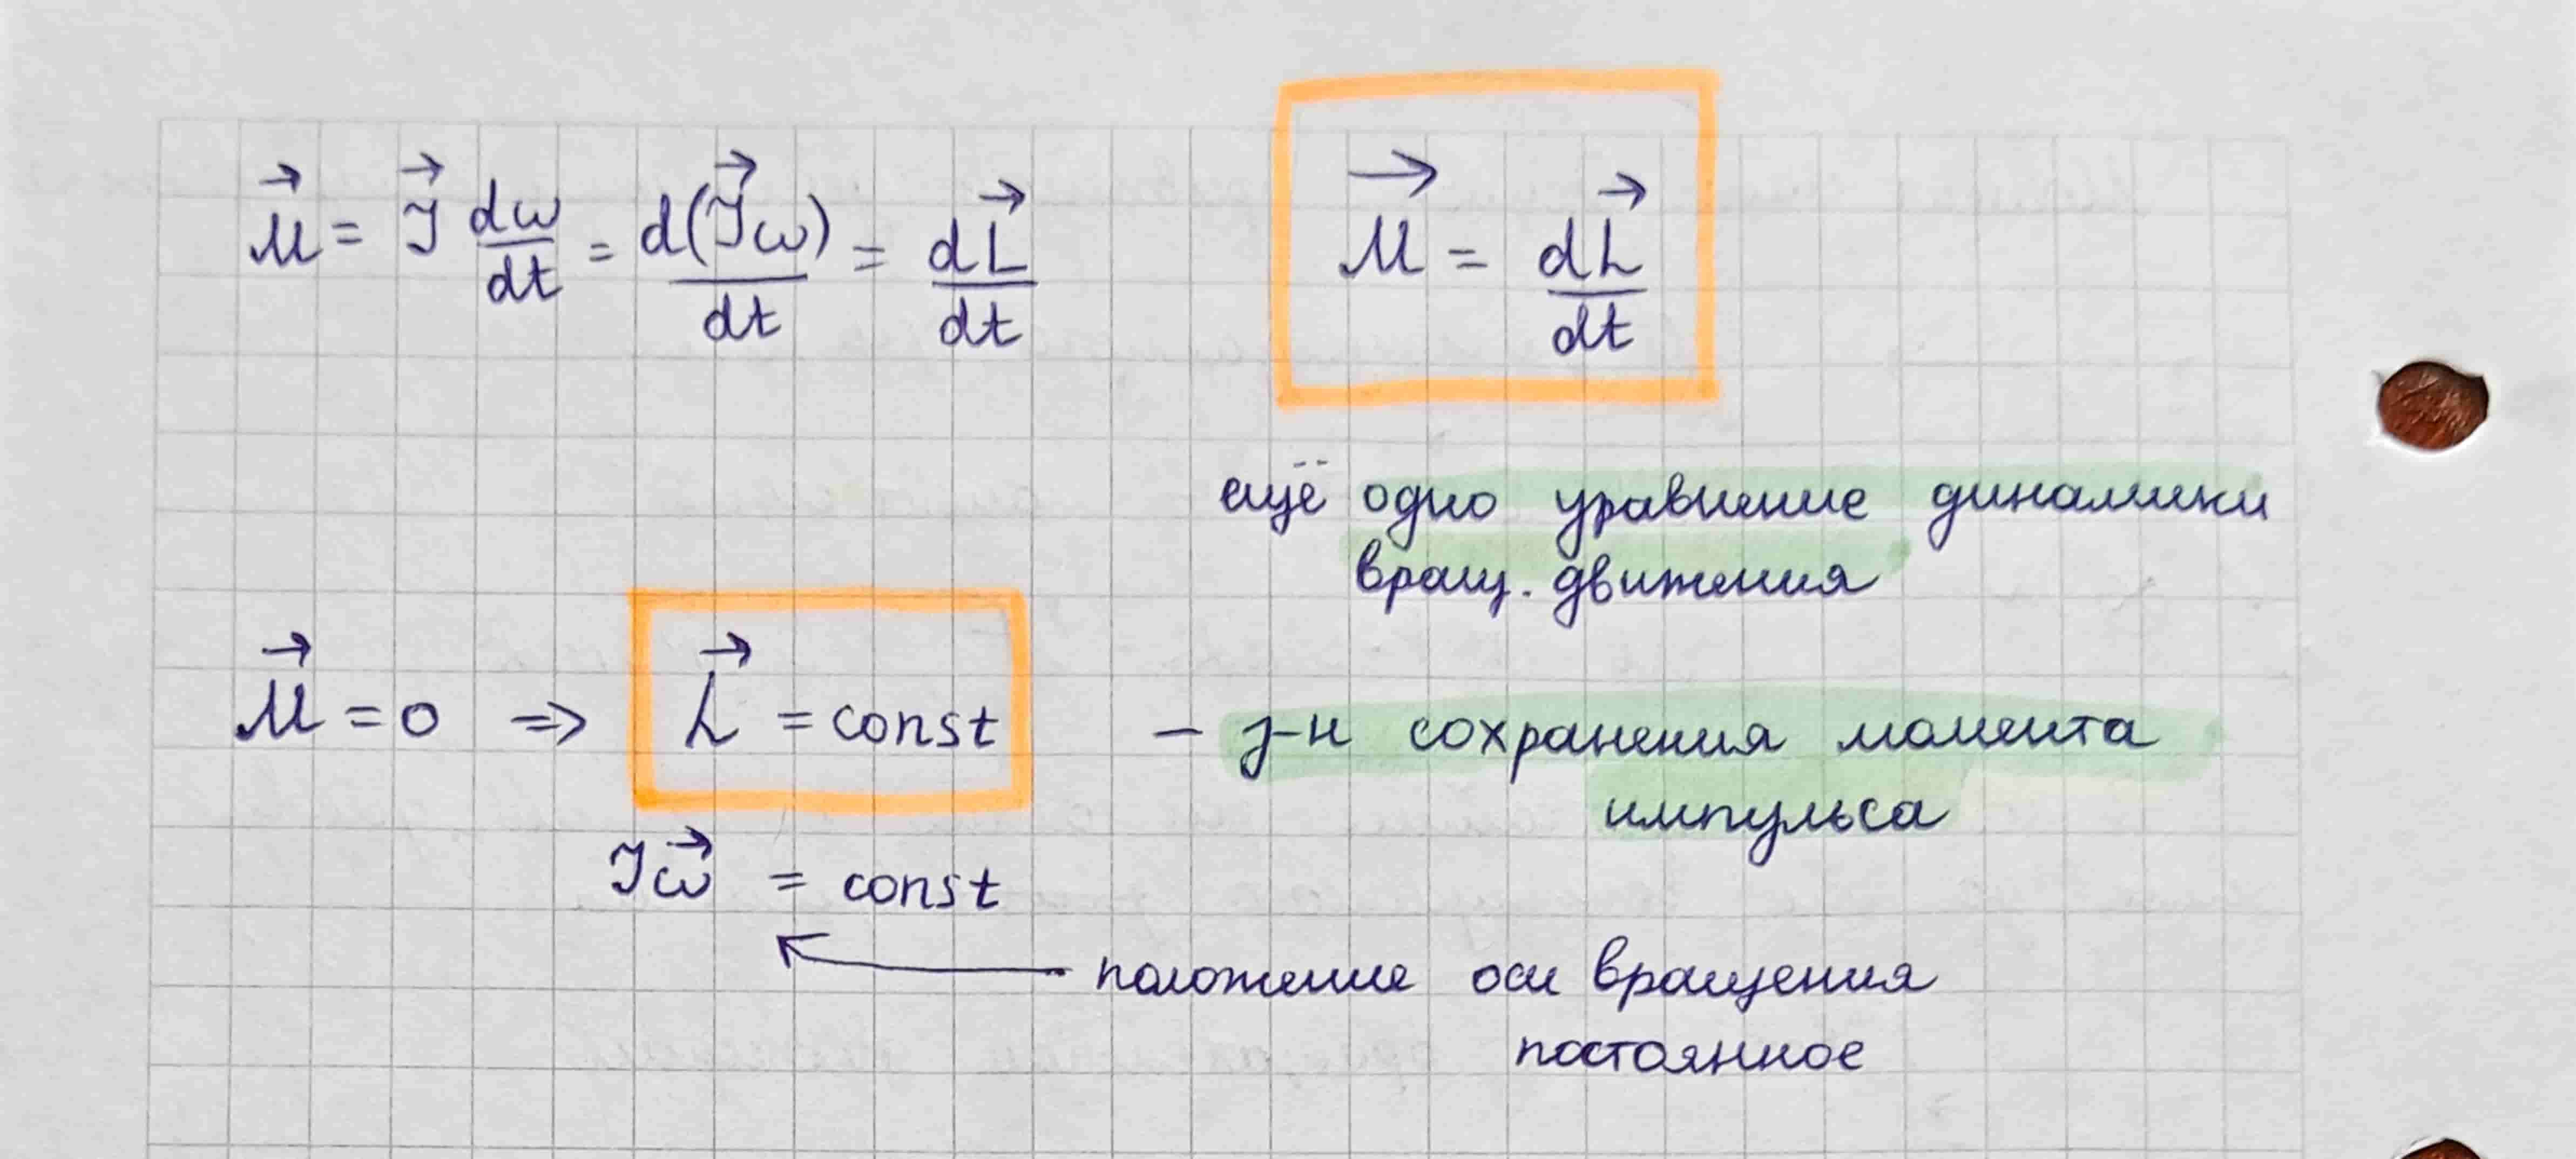 $\vec{M} = \vec{J} \frac{d\omega}{dt} = \frac{d(\vec{J}\omega)}{dt} = \frac{d\vec{L}}{dt}$
$\vec{M} = \frac{d\vec{L}}{dt}$
ещё одно уравнение динамики
вращ. движения
$\vec{M} = 0 \Rightarrow \vec{L} = const$ – з-н сохранения момента
импульса
$J\vec{\omega} = const$
← положение оси вращения
постоянное